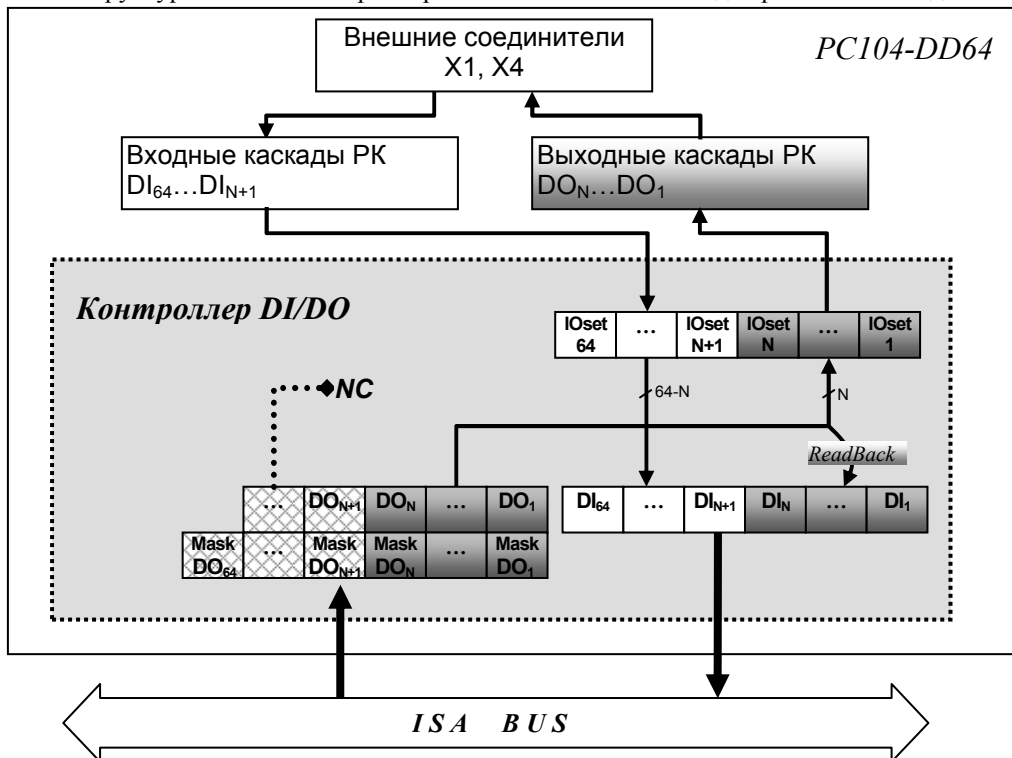 Внешние соединители
X1, X4
PC104-DD64
Входные каскады РК
DI64…DIN+1
Выходные каскады РК
DON…DO1
Контроллер DI/DO
IOset 64
…
IOset N+1
IOset N
…
IOset 1
NC
64-N
N
ReadBack
…
DON+1
DON
…
DO1
DI64
…
DIN+1
DIN
…
DI1
Mask DO64
…
Mask DON+1
Mask DON
…
Mask DO1
ISA BUS